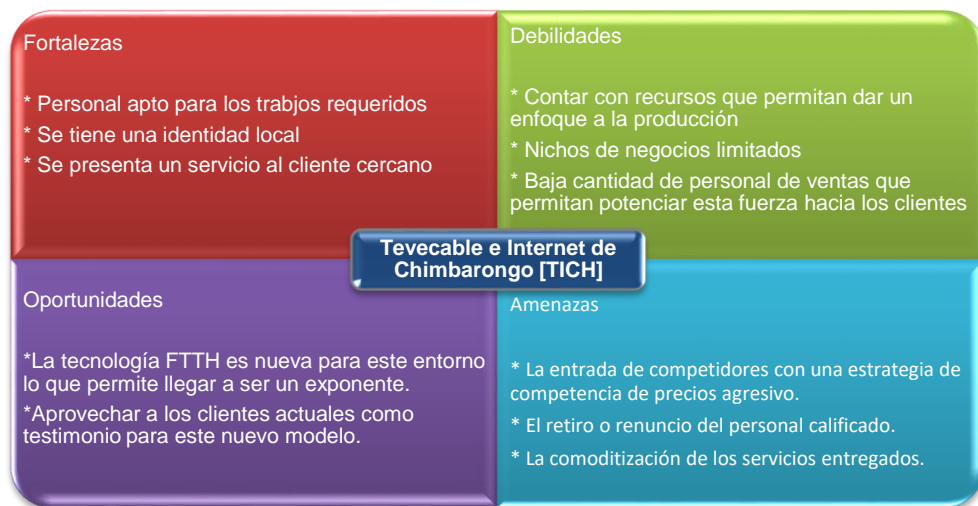 Fortalezas
* Personal apto para los trabjos requeridos
* Se tiene una identidad local
* Se presenta un servicio al cliente cercano
Debilidades
* Contar con recursos que permitan dar un
enfoque a la producción
* Nichos de negocios limitados
* Baja cantidad de personal de ventas que
permitan potenciar esta fuerza hacia los clientes
Tevecable e Internet de
Chimbarongo [TICH]
Oportunidades
*La tecnología FTTH es nueva para este entorno
lo que permite llegar a ser un exponente.
*Aprovechar a los clientes actuales como
testimonio para este nuevo modelo.
Amenazas
* La entrada de competidores con una estrategia de
competencia de precios agresivo.
* El retiro o renuncio del personal calificado.
* La comoditización de los servicios entregados.